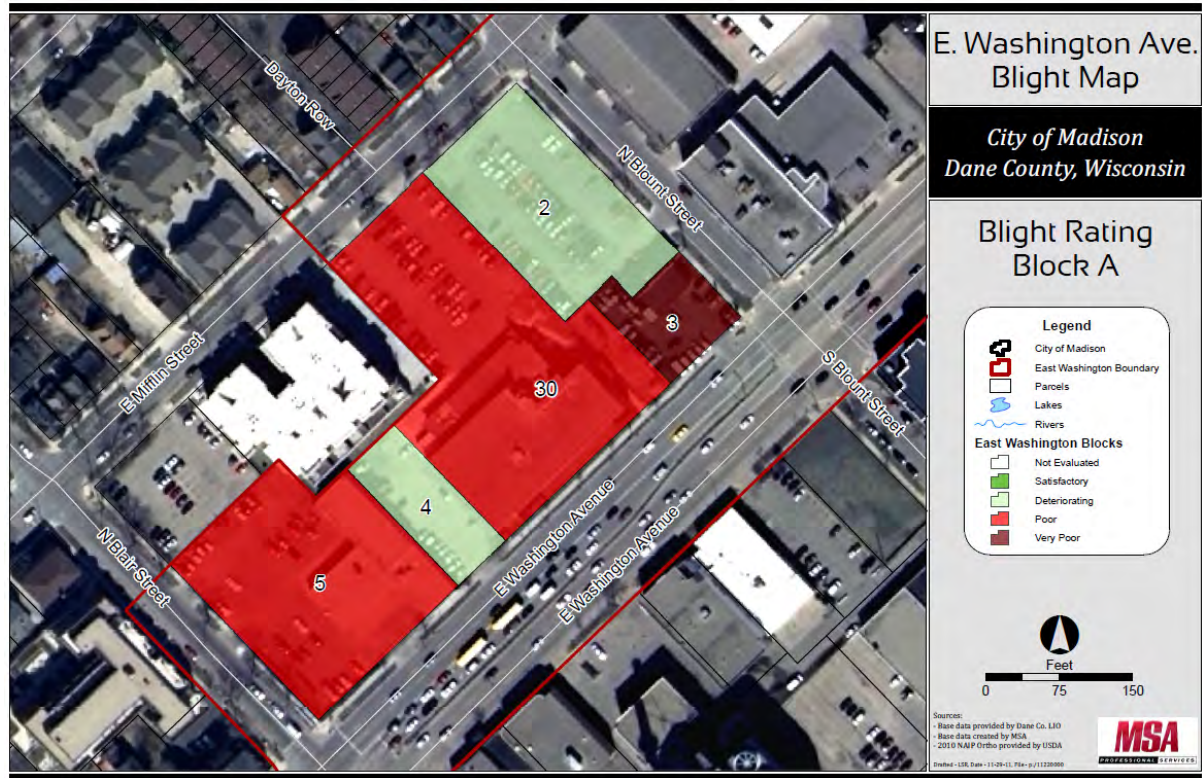 E. Washington Ave.
Blight Map
City of Madison
Dane County, Wisconsin
Blight Rating
Block A
Legend
City of Madison
East Washington Boundary
Parcels
Lakes
Rivers
East Washington Blocks
Not Evaluated
Satisfactory
Deteriorating
Poor
Very Poor
Feet
0 75 150
Sources:
- Base data provided by Dane Co. LIO
- Base data created by MSA
- 2010 NAIP Ortho provided by USDA
MSA
PROFESSIONAL SERVICES
Dayton Row
N Blount Street
2
3
E Mifflin Street
30
S Blount Street
4
E Washington Avenue
E Washington Avenue
N Blair Street
5